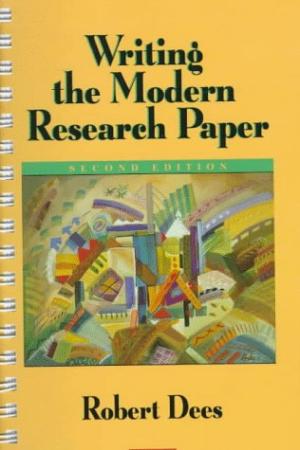 Writing
the Modern
Research Paper
SECOND EDITION
Robert Dees